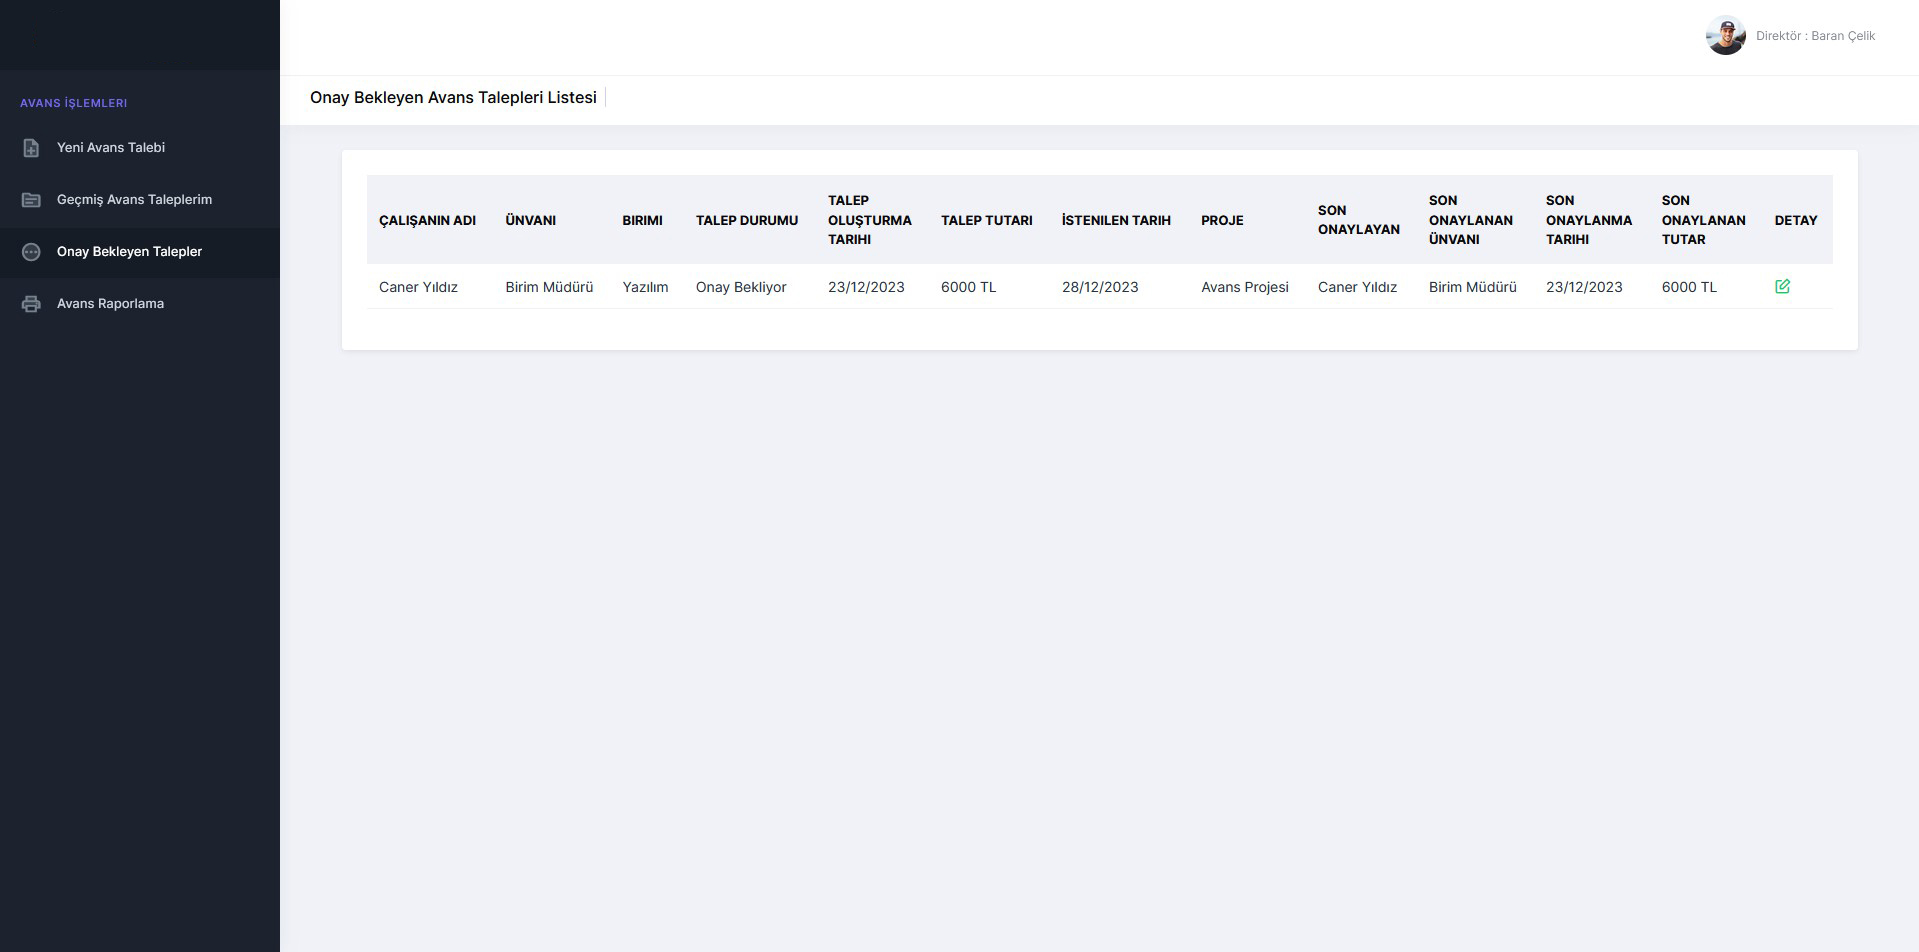 Direktör : Baran Çelik
AVANS İŞLEMLERI
Yeni Avans Talebi
Geçmiş Avans Taleplerim
Onay Bekleyen Talepler
Avans Raporlama
Onay Bekleyen Avans Talepleri Listesi
ÇALIŞANIN ADI ÜNVANI BIRIMI TALEP DURUMU TALEP OLUŞTURMA TARIHI TALEP TUTARI İSTENILEN TARIH PROJE SON ONAYLAYAN SON ONAYLANAN ÜNVANI SON ONAYLANMA TARIHI SON ONAYLANAN TUTAR DETAY
Caner Yıldız Birim Müdürü Yazılım Onay Bekliyor 23/12/2023 6000 TL 28/12/2023 Avans Projesi Caner Yıldız Birim Müdürü 23/12/2023 6000 TL